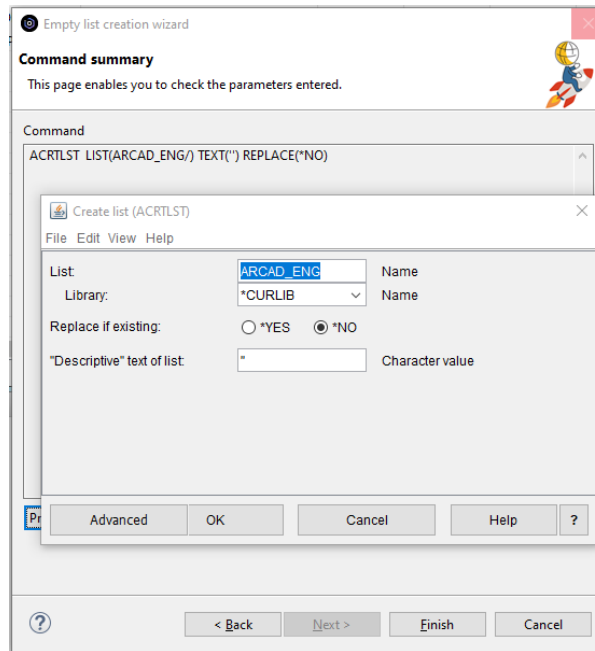 Empty list creation wizard
Command summary
This page enables you to check the parameters entered.
Command
ACRTLST LIST(ARCAD_ENG/) TEXT('') REPLACE(*NO)
Create list (ACRTLST)
File Edit View Help
List: ARCAD_ENG Name
Library: *CURLIB Name
Replace if existing: *YES *NO
"Descriptive" text of list: '' Character value
Pr
Advanced OK Cancel Help ?
? < Back Next > Finish Cancel